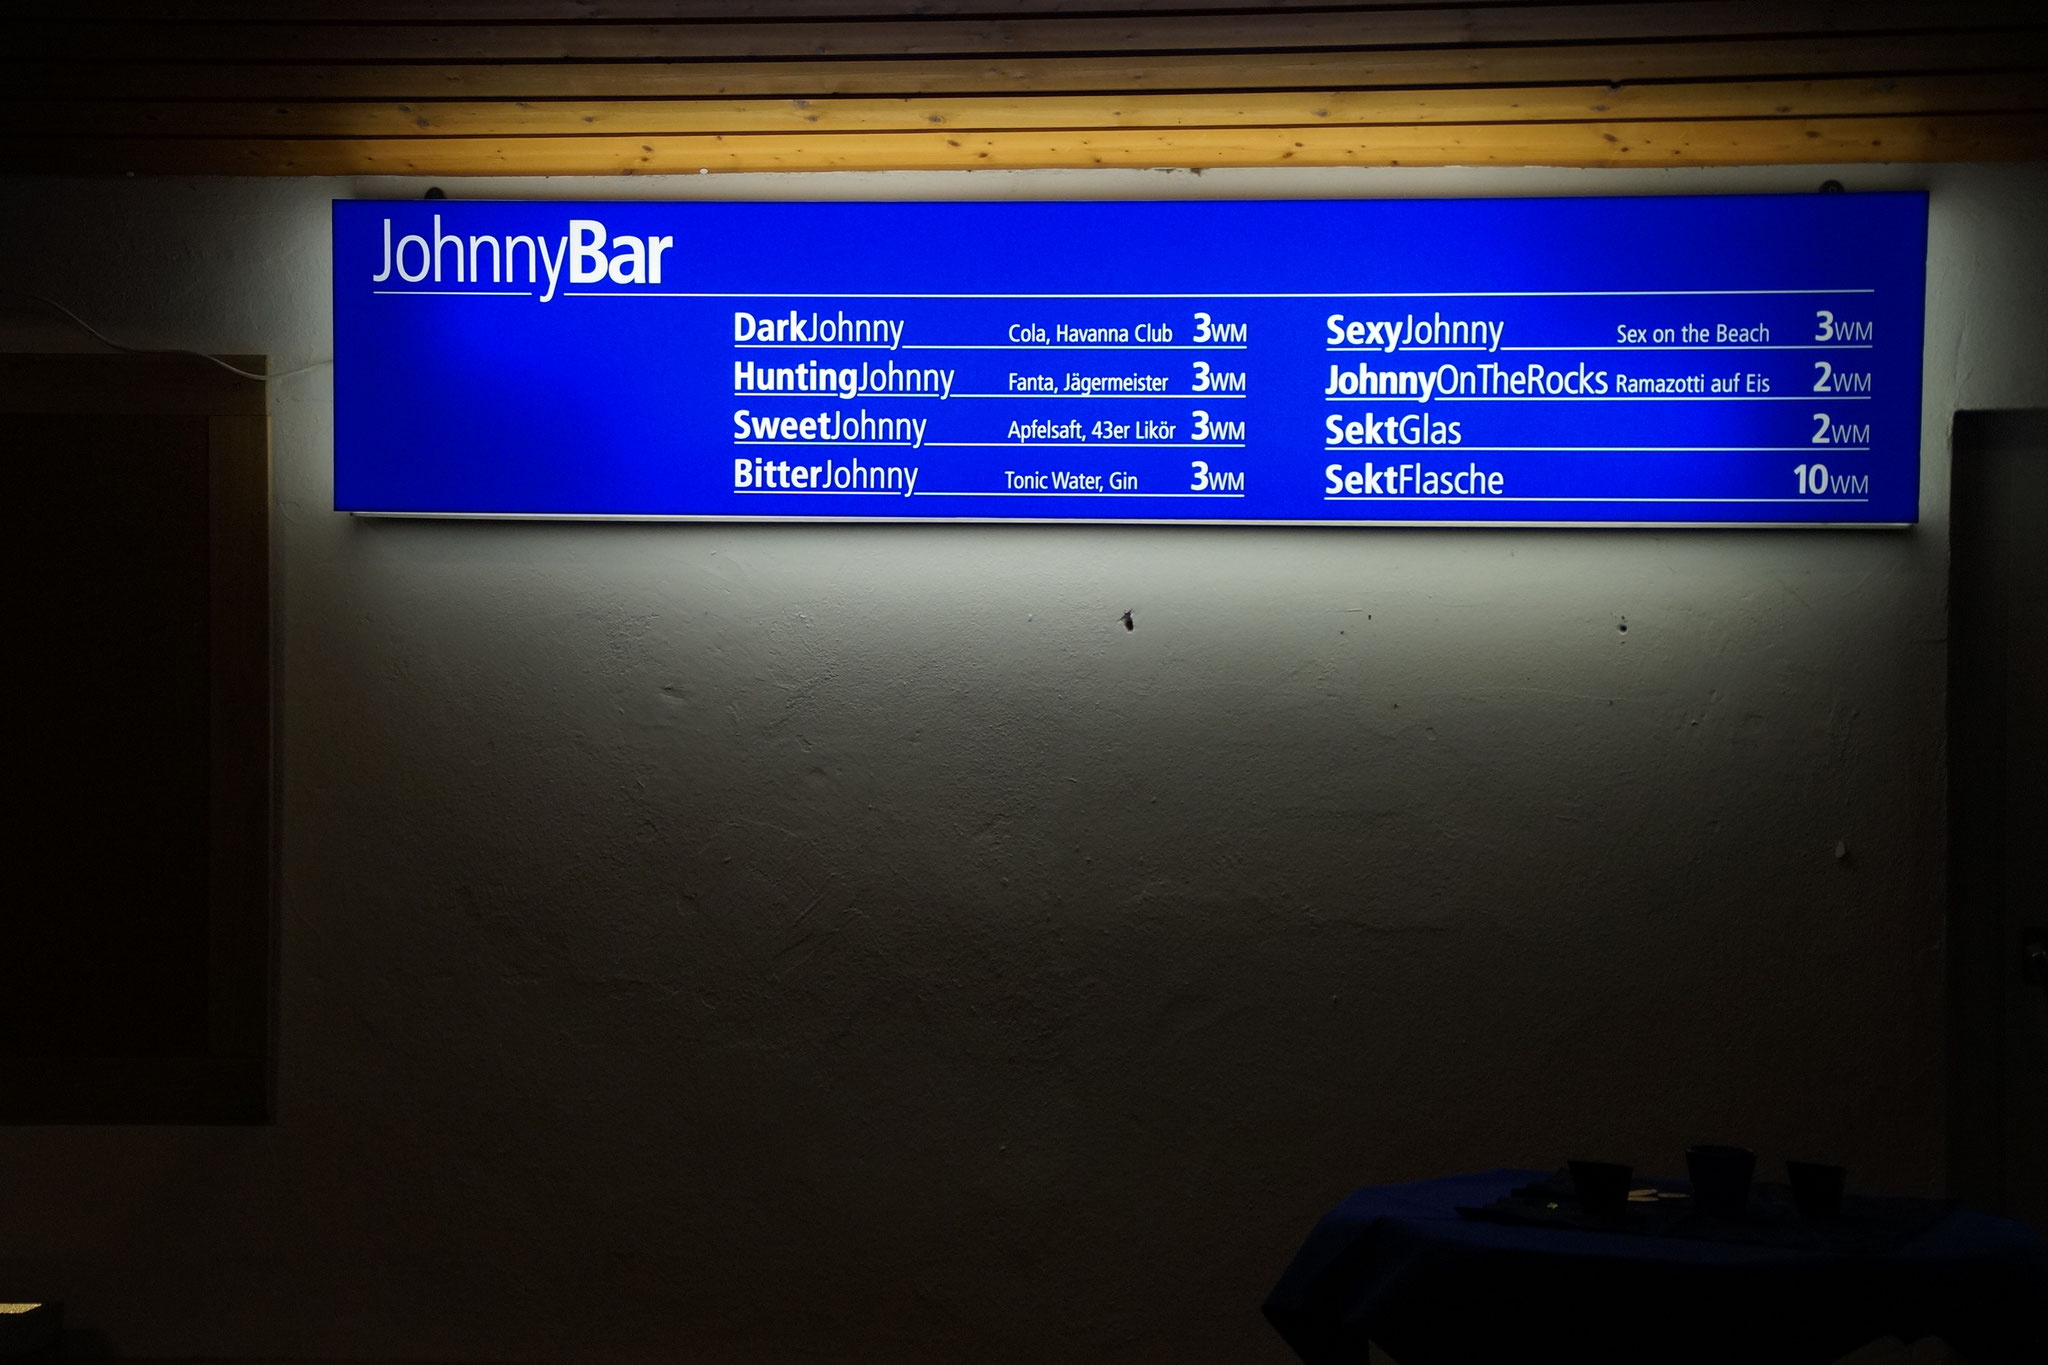 JohnnyBar
DarkJohnny Cola, Havanna Club 3WM
HuntingJohnny Fanta, Jägermeister 3WM
SweetJohnny Apfelsaft, 43er Likör 3WM
BitterJohnny Tonic Water, Gin 3WM
SexyJohnny Sex on the Beach 3WM
JohnnyOnTheRocks Ramazotti auf Eis 2WM
SektGlas 2WM
SektFlasche 10WM